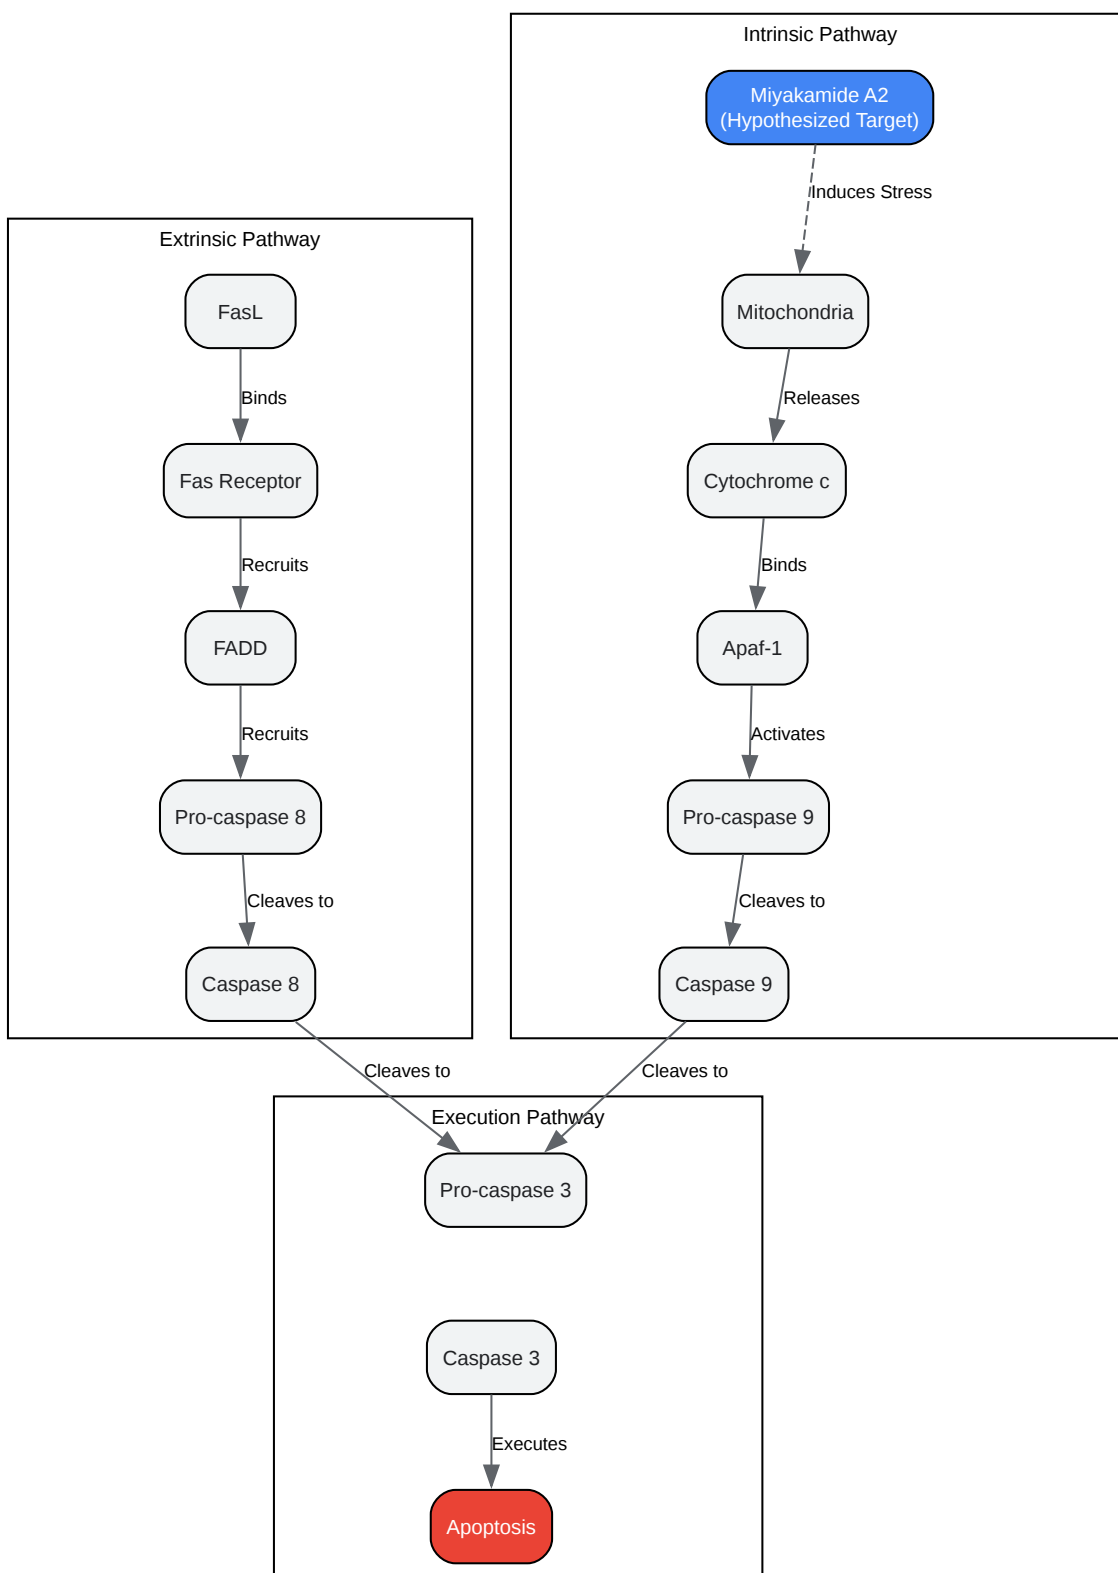 Intrinsic Pathway
Miyakamide A2
(Hypothesized Target)
Induces Stress
Mitochondria
Releases
Cytochrome c
Binds
Apaf-1
Activates
Pro-caspase 9
Cleaves to
Caspase 9
Cleaves to
Extrinsic Pathway
FasL
Binds
Fas Receptor
Recruits
FADD
Recruits
Pro-caspase 8
Cleaves to
Caspase 8
Cleaves to
Execution Pathway
Pro-caspase 3
Caspase 3
Executes
Apoptosis